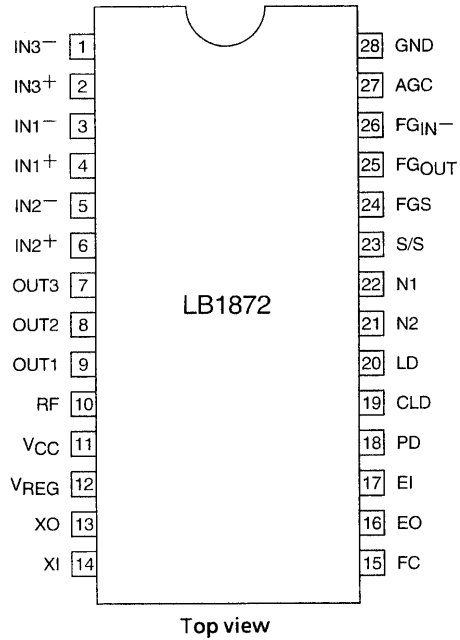 IN3− 1 28 GND
IN3+ 2 27 AGC
IN1− 3 26 FGIN−
IN1+ 4 25 FGOUT
IN2− 5 24 FGS
IN2+ 6 23 S/S
OUT3 7 22 N1
LB1872
OUT2 8 21 N2
OUT1 9 20 LD
RF 10 19 CLD
VCC 11 18 PD
VREG 12 17 EI
XO 13 16 EO
XI 14 15 FC
Top view